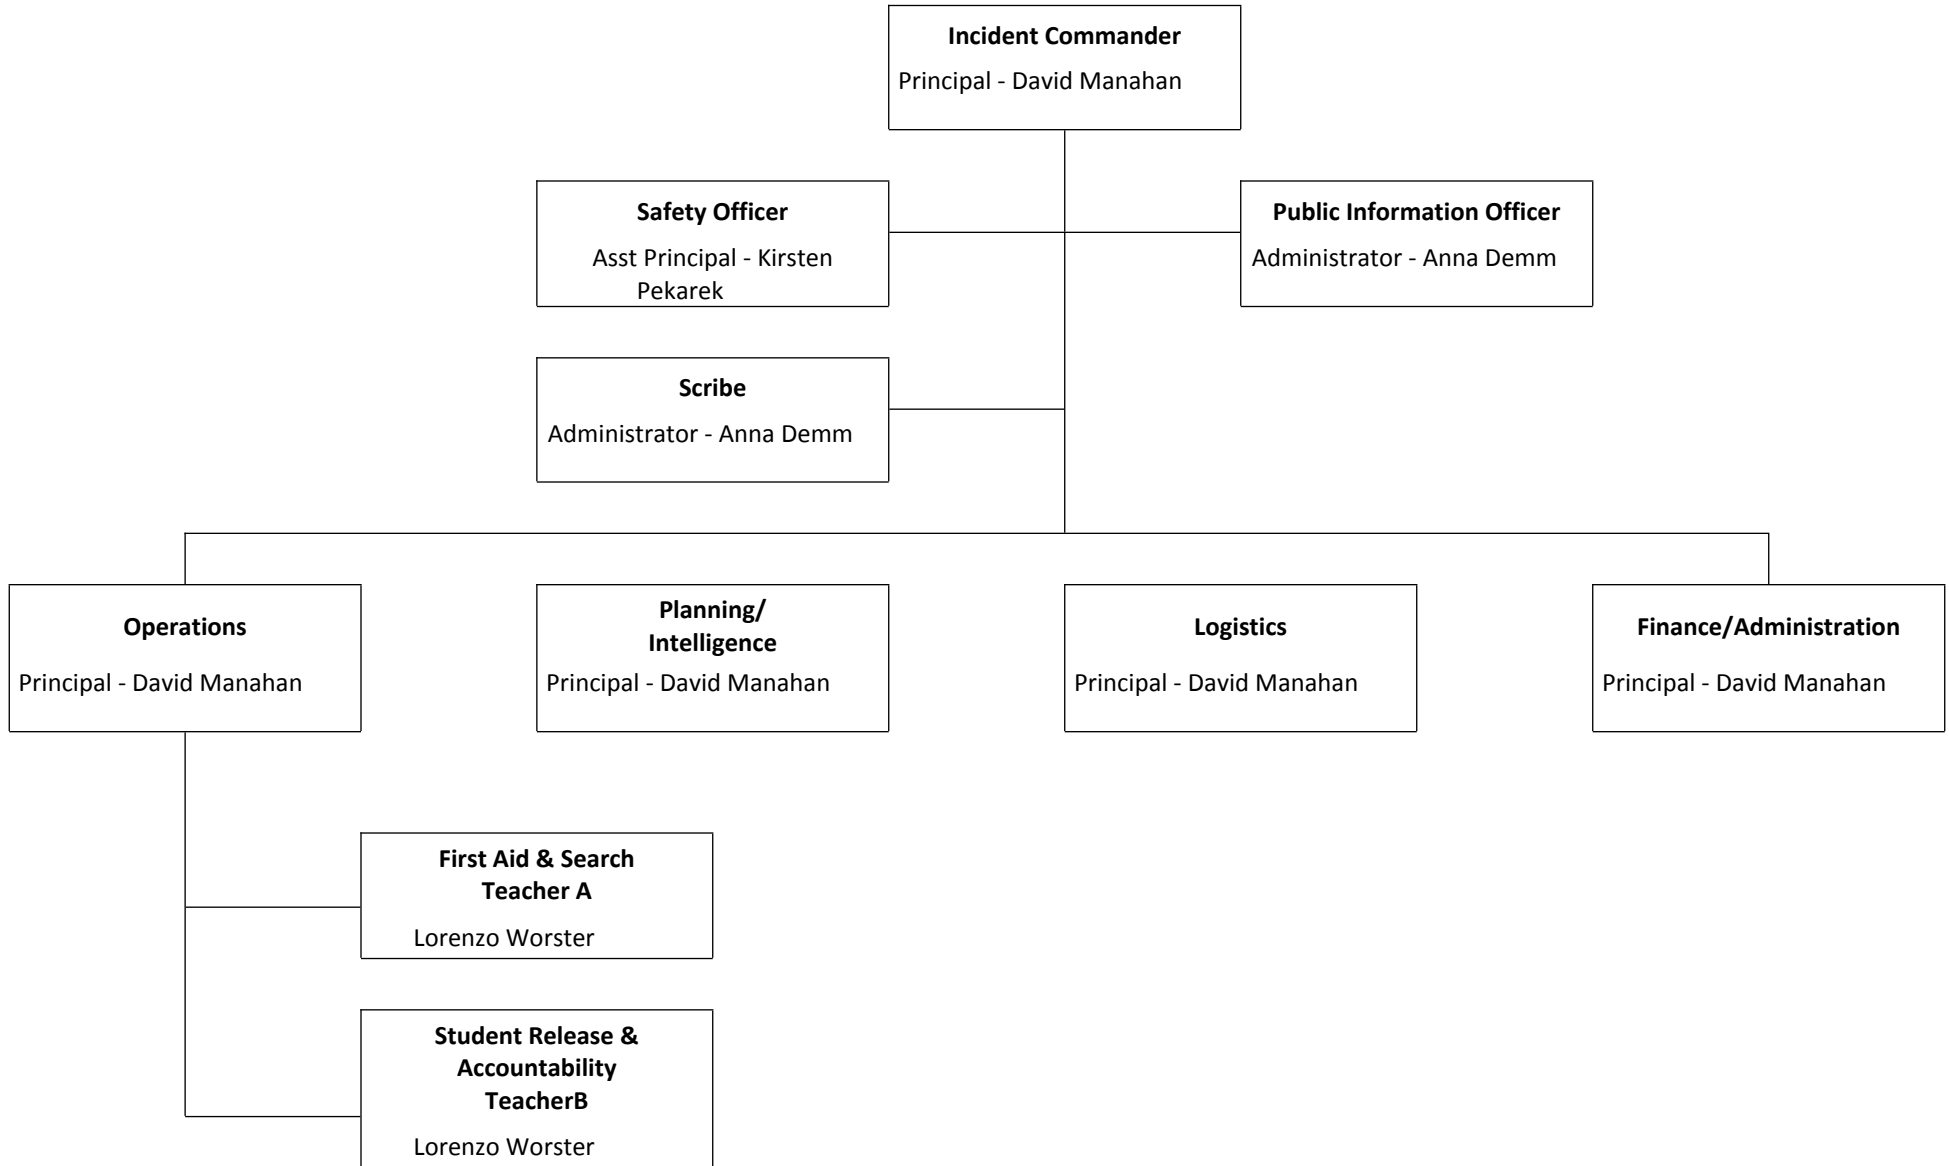 Incident Commander
Principal - David Manahan
Safety Officer
Asst Principal - Kirsten
Pekarek
Public Information Officer
Administrator - Anna Demm
Scribe
Administrator - Anna Demm
Operations
Principal - David Manahan
Planning/
Intelligence
Principal - David Manahan
Logistics
Principal - David Manahan
Finance/Administration
Principal - David Manahan
First Aid & Search
Teacher A
Lorenzo Worster
Student Release &
Accountability
TeacherB
Lorenzo Worster